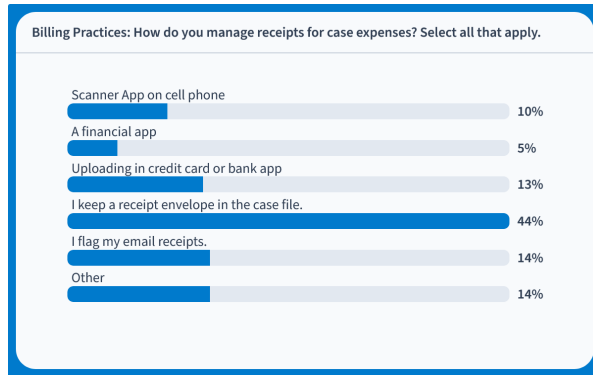 Billing Practices: How do you manage receipts for case expenses? Select all that apply.
Scanner App on cell phone
10%
A financial app
5%
Uploading in credit card or bank app
13%
I keep a receipt envelope in the case file.
44%
I flag my email receipts.
14%
Other
14%